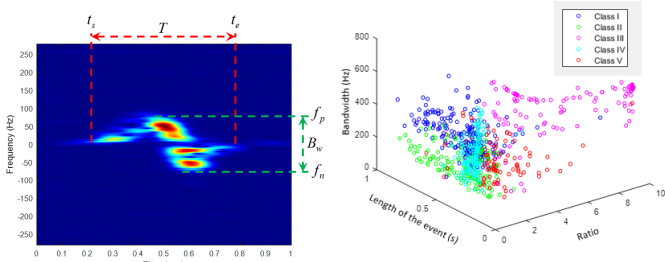 t_s
T
t_e
f_p
B_w
f_n
Frequency (Hz)
250
200
150
100
50
0
-50
-100
-150
-200
-250
0 0.1 0.2 0.3 0.4 0.5 0.6 0.7 0.8 0.9 1
Class I
Class II
Class III
Class IV
Class V
Bandwidth (Hz)
800
600
400
200
0
1
0.5
0
Length of the event (s)
0
2
4
6
8
10
Ratio